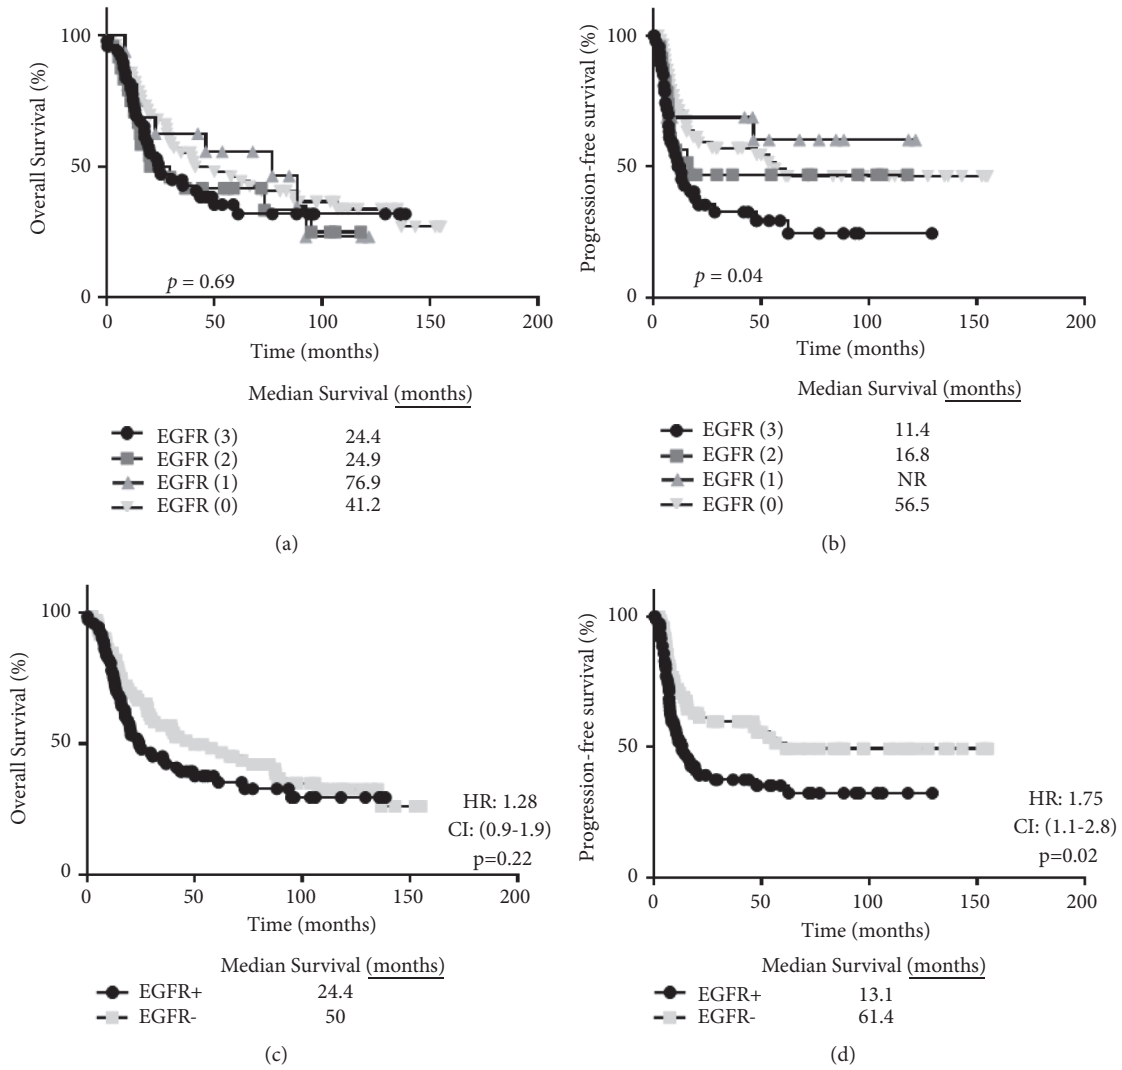 Overall Survival (%)
100
50
0
p = 0.69
0 50 100 150 200
Time (months)
Median Survival (months)
EGFR (3) 24.4
EGFR (2) 24.9
EGFR (1) 76.9
EGFR (0) 41.2
(a)
Progression-free survival (%)
100
50
0
p = 0.04
0 50 100 150 200
Time (months)
Median Survival (months)
EGFR (3) 11.4
EGFR (2) 16.8
EGFR (1) NR
EGFR (0) 56.5
(b)
Overall Survival (%)
100
50
0
HR: 1.28
CI: (0.9-1.9)
p=0.22
0 50 100 150 200
Time (months)
Median Survival (months)
EGFR+ 24.4
EGFR- 50
(c)
Progression-free survival (%)
100
50
0
HR: 1.75
CI: (1.1-2.8)
p=0.02
0 50 100 150 200
Time (months)
Median Survival (months)
EGFR+ 13.1
EGFR- 61.4
(d)